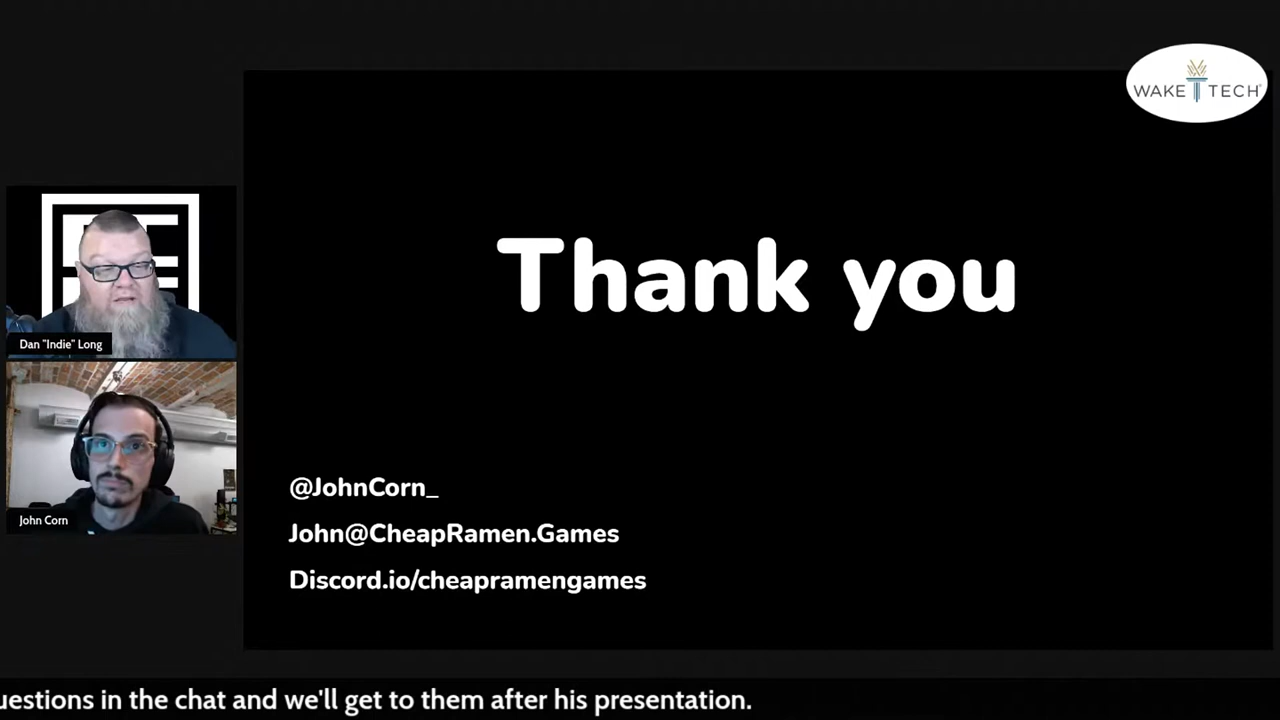 WAKE TECH
Thank you
Dan "Indie" Long
John Corn
@JohnCorn_
John@CheapRamen.Games
Discord.io/cheapramengames
uestions in the chat and we'll get to them after his presentation.